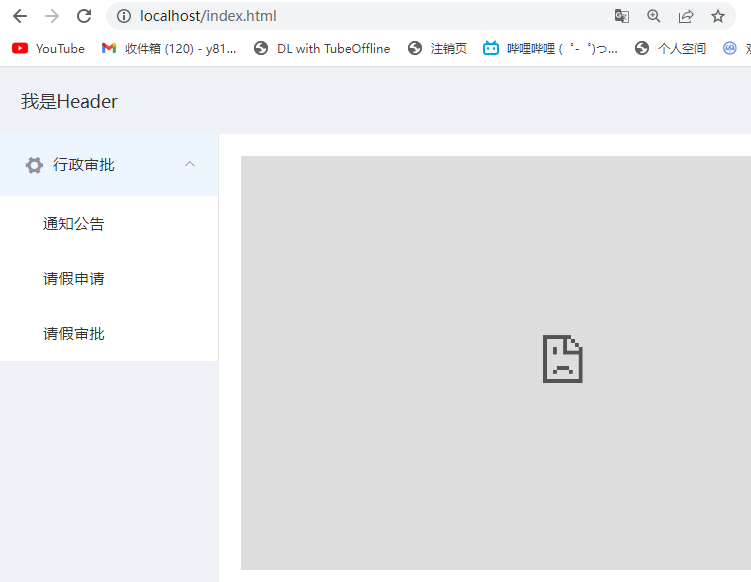 localhost/index.html
YouTube 收件箱 (120) - y81... DL with TubeOffline 注销页 哔哩哔哩 ( ゜- ゜)つ... 个人空间
我是Header
行政审批
通知公告
请假申请
请假审批